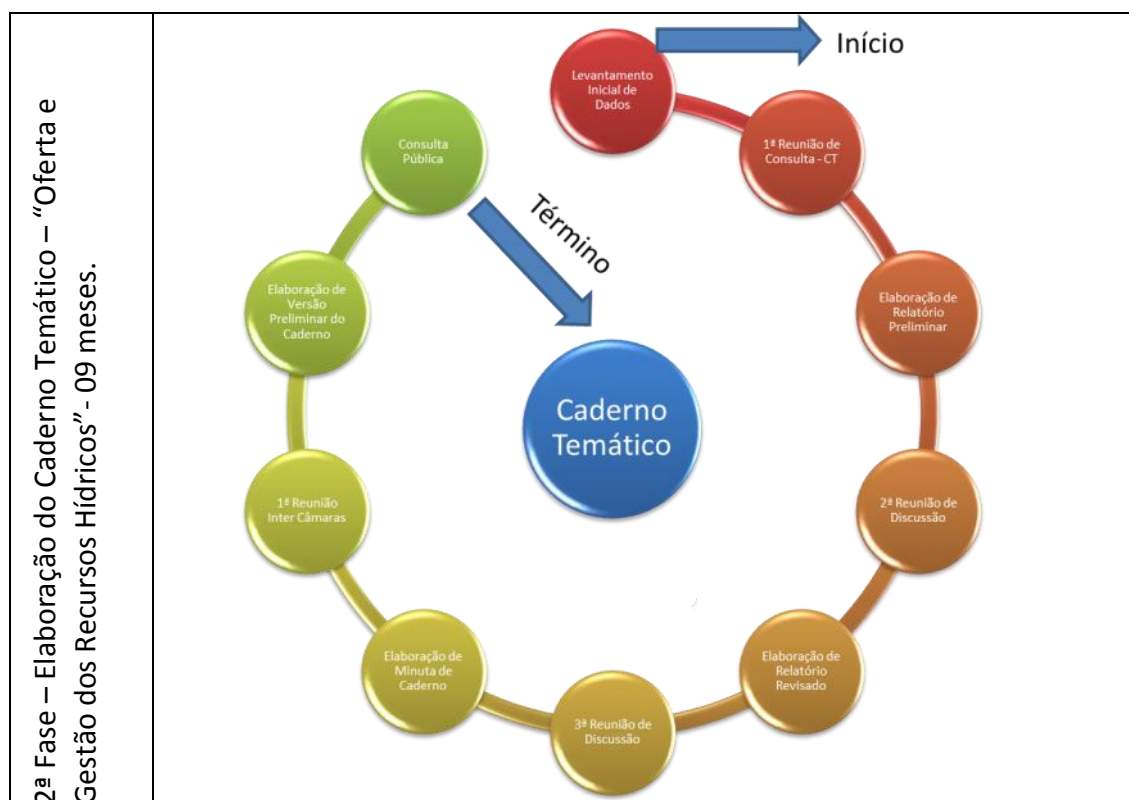 2ª Fase – Elaboração do Caderno Temático – “Oferta e
Gestão dos Recursos Hídricos”- 09 meses.
Início
Levantamento
Inicial de
Dados
1ª Reunião de
Consulta - CT
Elaboração de
Relatório
Preliminar
2ª Reunião de
Discussão
Elaboração de
Relatório
Revisado
3ª Reunião de
Discussão
Elaboração de
Minuta de
Caderno
1ª Reunião
Inter Câmaras
Elaboração de
Versão
Preliminar do
Caderno
Consulta
Pública
Término
Caderno
Temático